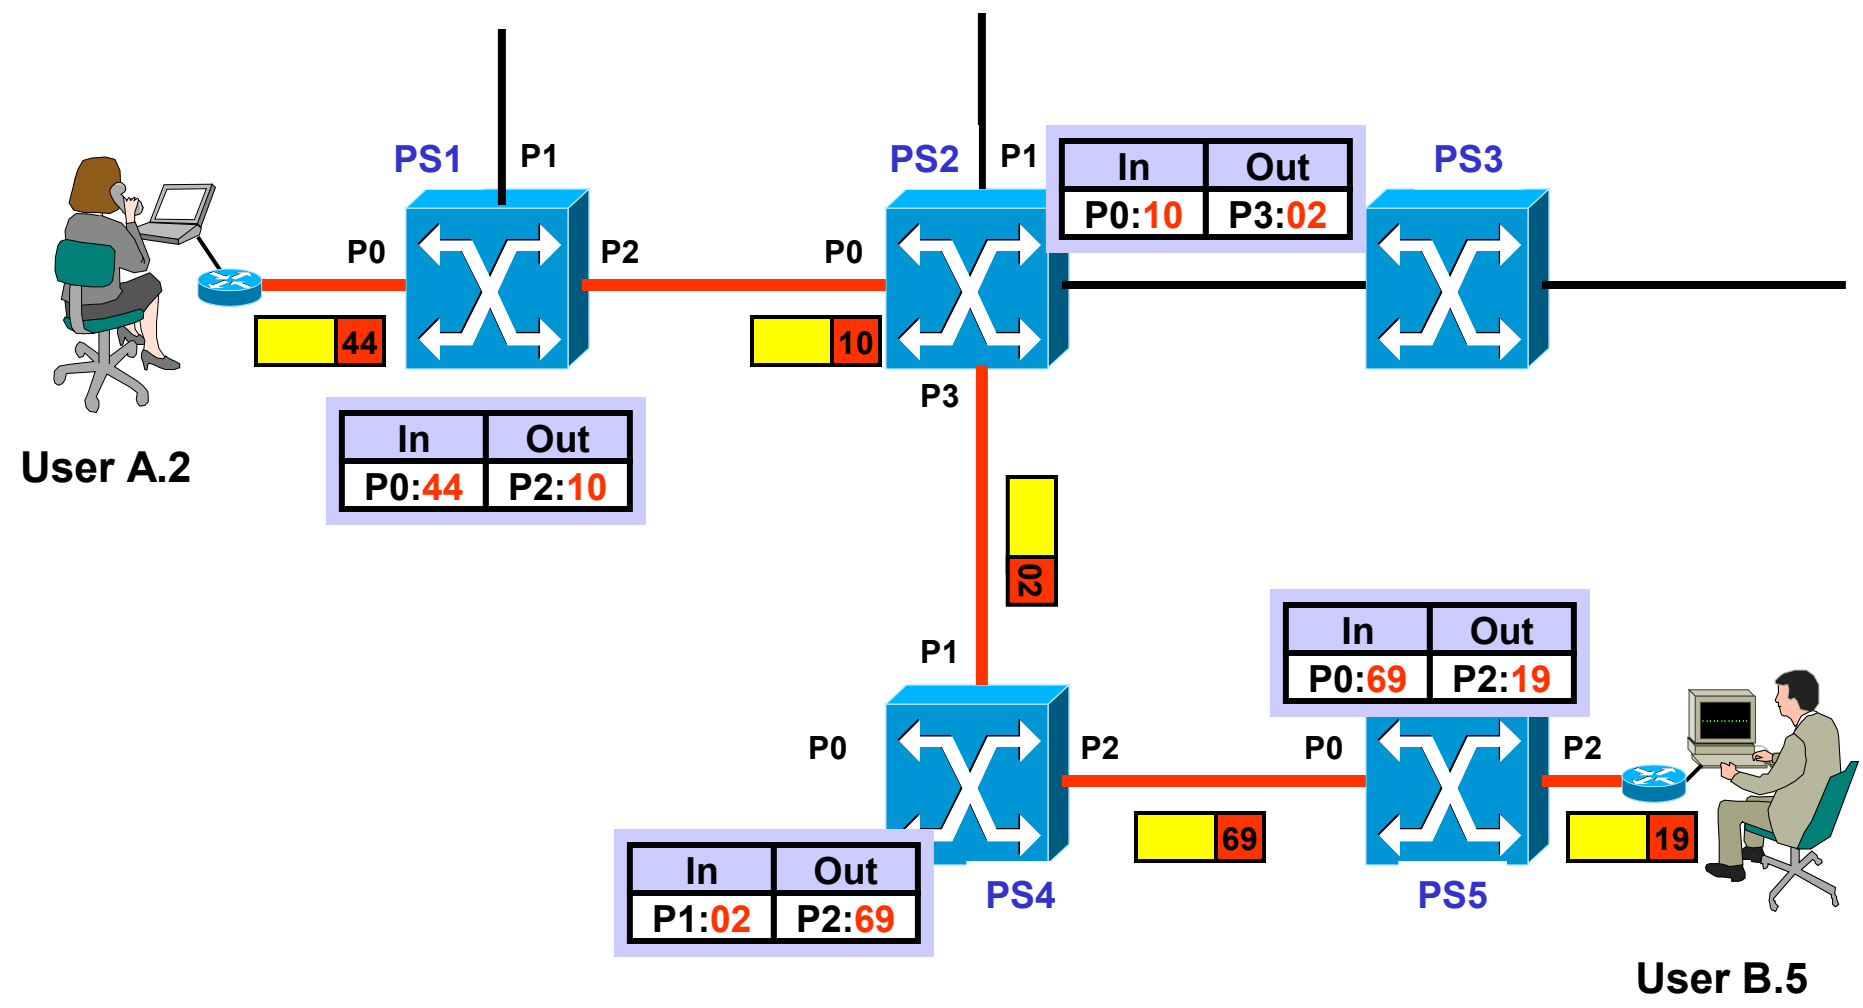 PS1
P1
PS2
P1
In Out
P0:10 P3:02
PS3
P0
P2
P0
44
10
P3
In Out
P0:44 P2:10
User A.2
02
P1
In Out
P0:69 P2:19
P0
P2
P0
P2
69
19
In Out
P1:02 P2:69
PS4
PS5
User B.5